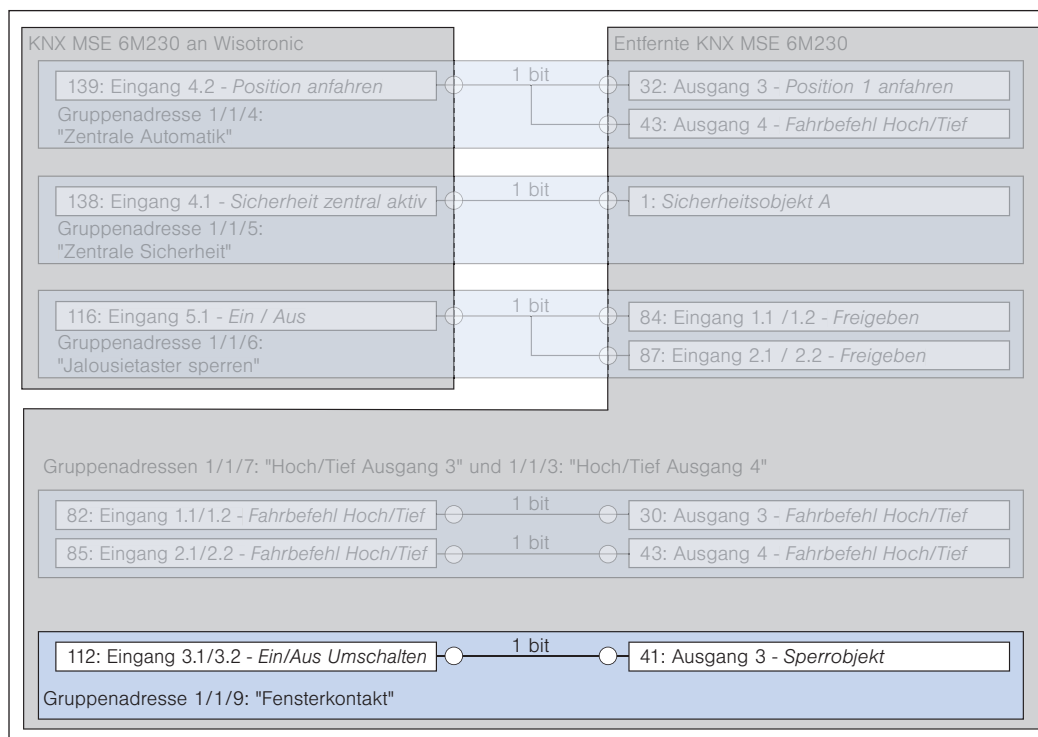 KNX MSE 6M230 an Wisotronic
Entfernte KNX MSE 6M230
139: Eingang 4.2 - Position anfahren
1 bit
32: Ausgang 3 - Position 1 anfahren
43: Ausgang 4 - Fahrbefehl Hoch/Tief
Gruppenadresse 1/1/4:
"Zentrale Automatik"
138: Eingang 4.1 - Sicherheit zentral aktiv
1 bit
1: Sicherheitsobjekt A
Gruppenadresse 1/1/5:
"Zentrale Sicherheit"
116: Eingang 5.1 - Ein / Aus
1 bit
84: Eingang 1.1 /1.2 - Freigeben
87: Eingang 2.1 / 2.2 - Freigeben
Gruppenadresse 1/1/6:
"Jalousietaster sperren"
Gruppenadressen 1/1/7: "Hoch/Tief Ausgang 3" und 1/1/3: "Hoch/Tief Ausgang 4"
82: Eingang 1.1/1.2 - Fahrbefehl Hoch/Tief
1 bit
30: Ausgang 3 - Fahrbefehl Hoch/Tief
85: Eingang 2.1/2.2 - Fahrbefehl Hoch/Tief
1 bit
43: Ausgang 4 - Fahrbefehl Hoch/Tief
112: Eingang 3.1/3.2 - Ein/Aus Umschalten
1 bit
41: Ausgang 3 - Sperrobjekt
Gruppenadresse 1/1/9: "Fensterkontakt"